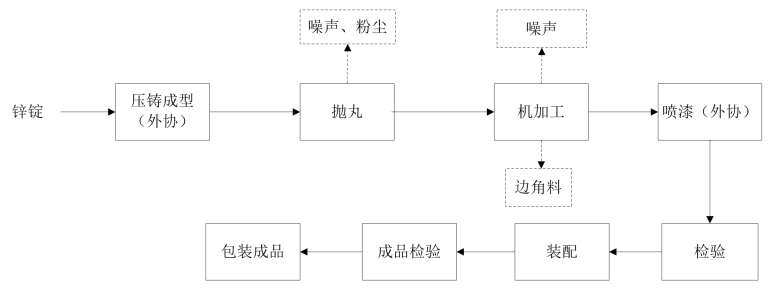 噪声、粉尘
噪声
锌锭
压铸成型
（外协）
抛丸
机加工
喷漆（外协）
边角料
包装成品
成品检验
装配
检验